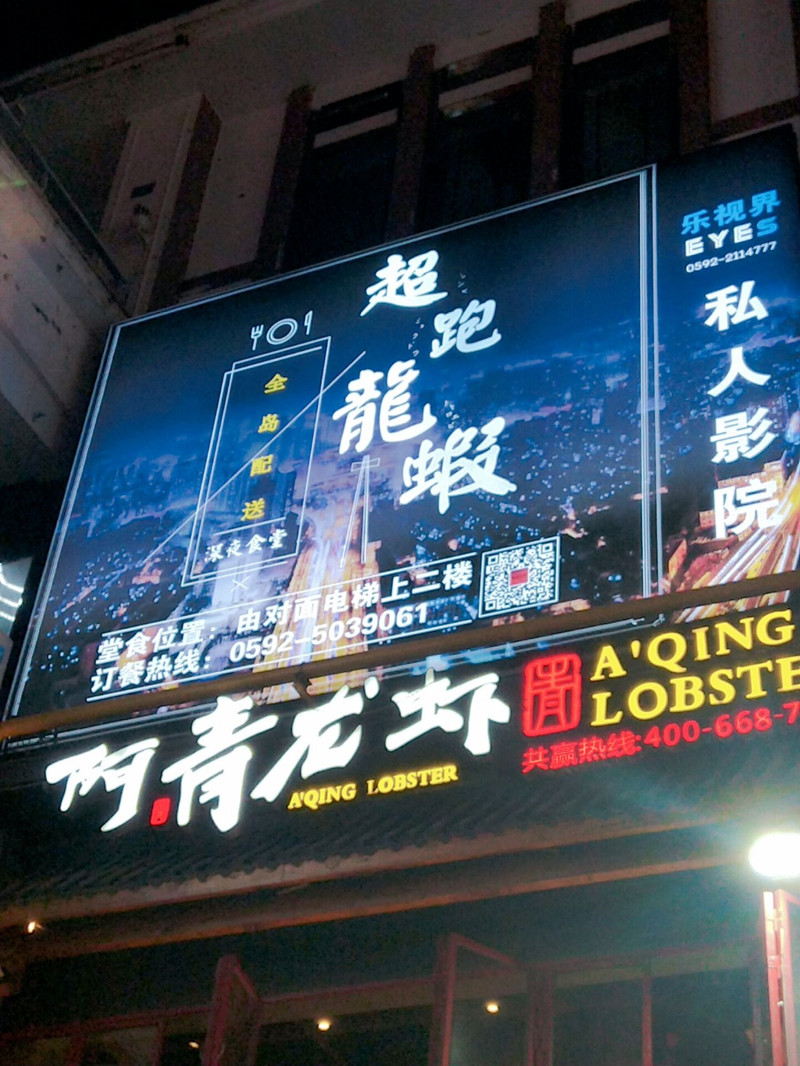 超跑
龍蝦
全岛配送
深夜食堂
堂食位置：由对面电梯上二楼
订餐热线：0592-5039061
乐视界
EYES
0592-2114777
私人影院
阿青龙虾
A'QING LOBSTER
A'QING
LOBSTE
共赢热线:400-668-7